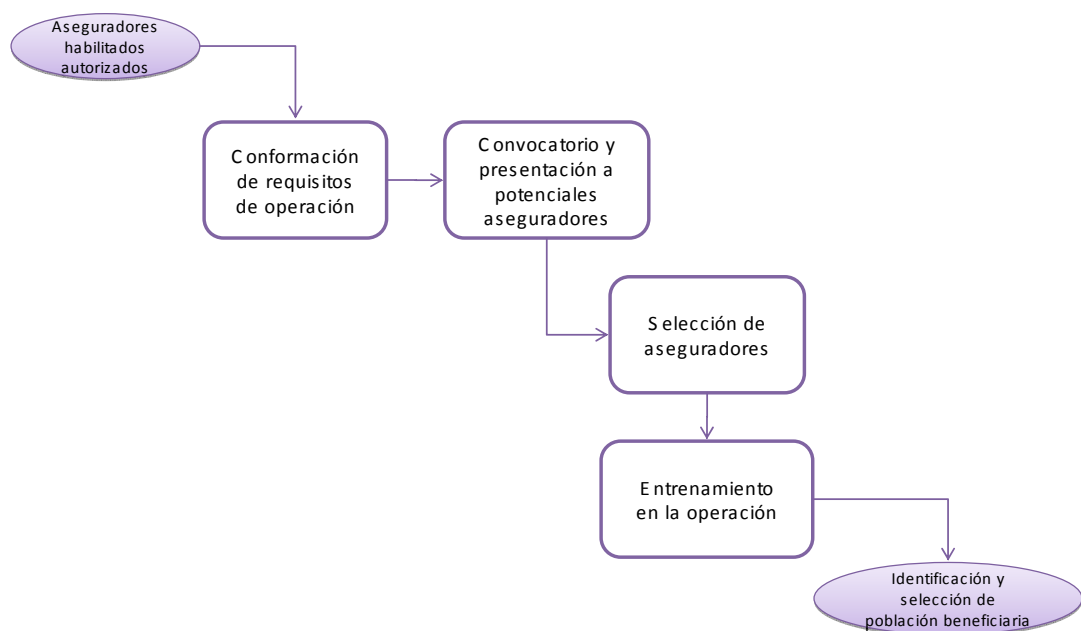 Aseguradores
habilitados
autorizados
Conformación
de requisitos
de operación
Convocatorio y
presentación a
potenciales
aseguradores
Selección de
aseguradores
Entrenamiento
en la operación
Identificación y
selección de
población beneficiaria